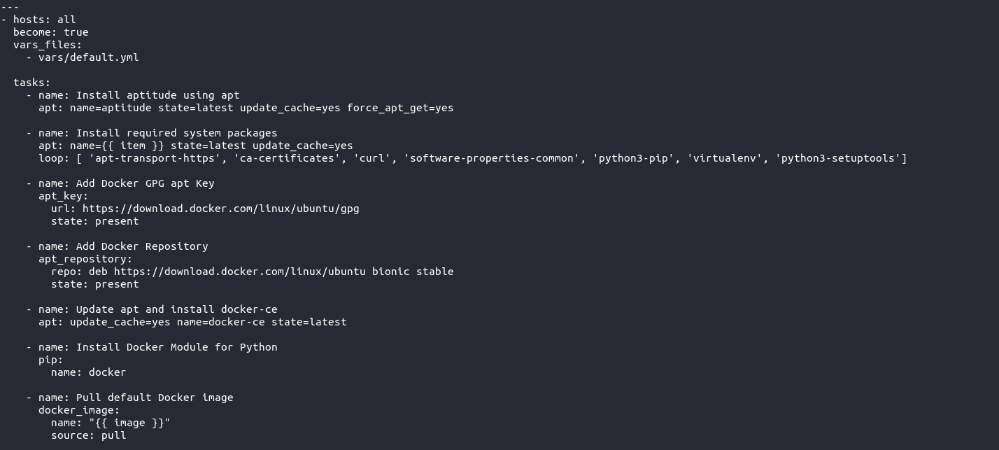 ---
- hosts: all
  become: true
  vars_files:
    - vars/default.yml

  tasks:
    - name: Install aptitude using apt
      apt: name=aptitude state=latest update_cache=yes force_apt_get=yes

    - name: Install required system packages
      apt: name={{ item }} state=latest update_cache=yes
      loop: [ 'apt-transport-https', 'ca-certificates', 'curl', 'software-properties-common', 'python3-pip', 'virtualenv', 'python3-setuptools']

    - name: Add Docker GPG apt Key
      apt_key:
        url: https://download.docker.com/linux/ubuntu/gpg
        state: present

    - name: Add Docker Repository
      apt_repository:
        repo: deb https://download.docker.com/linux/ubuntu bionic stable
        state: present

    - name: Update apt and install docker-ce
      apt: update_cache=yes name=docker-ce state=latest

    - name: Install Docker Module for Python
      pip:
        name: docker

    - name: Pull default Docker image
      docker_image:
        name: "{{ image }}"
        source: pull